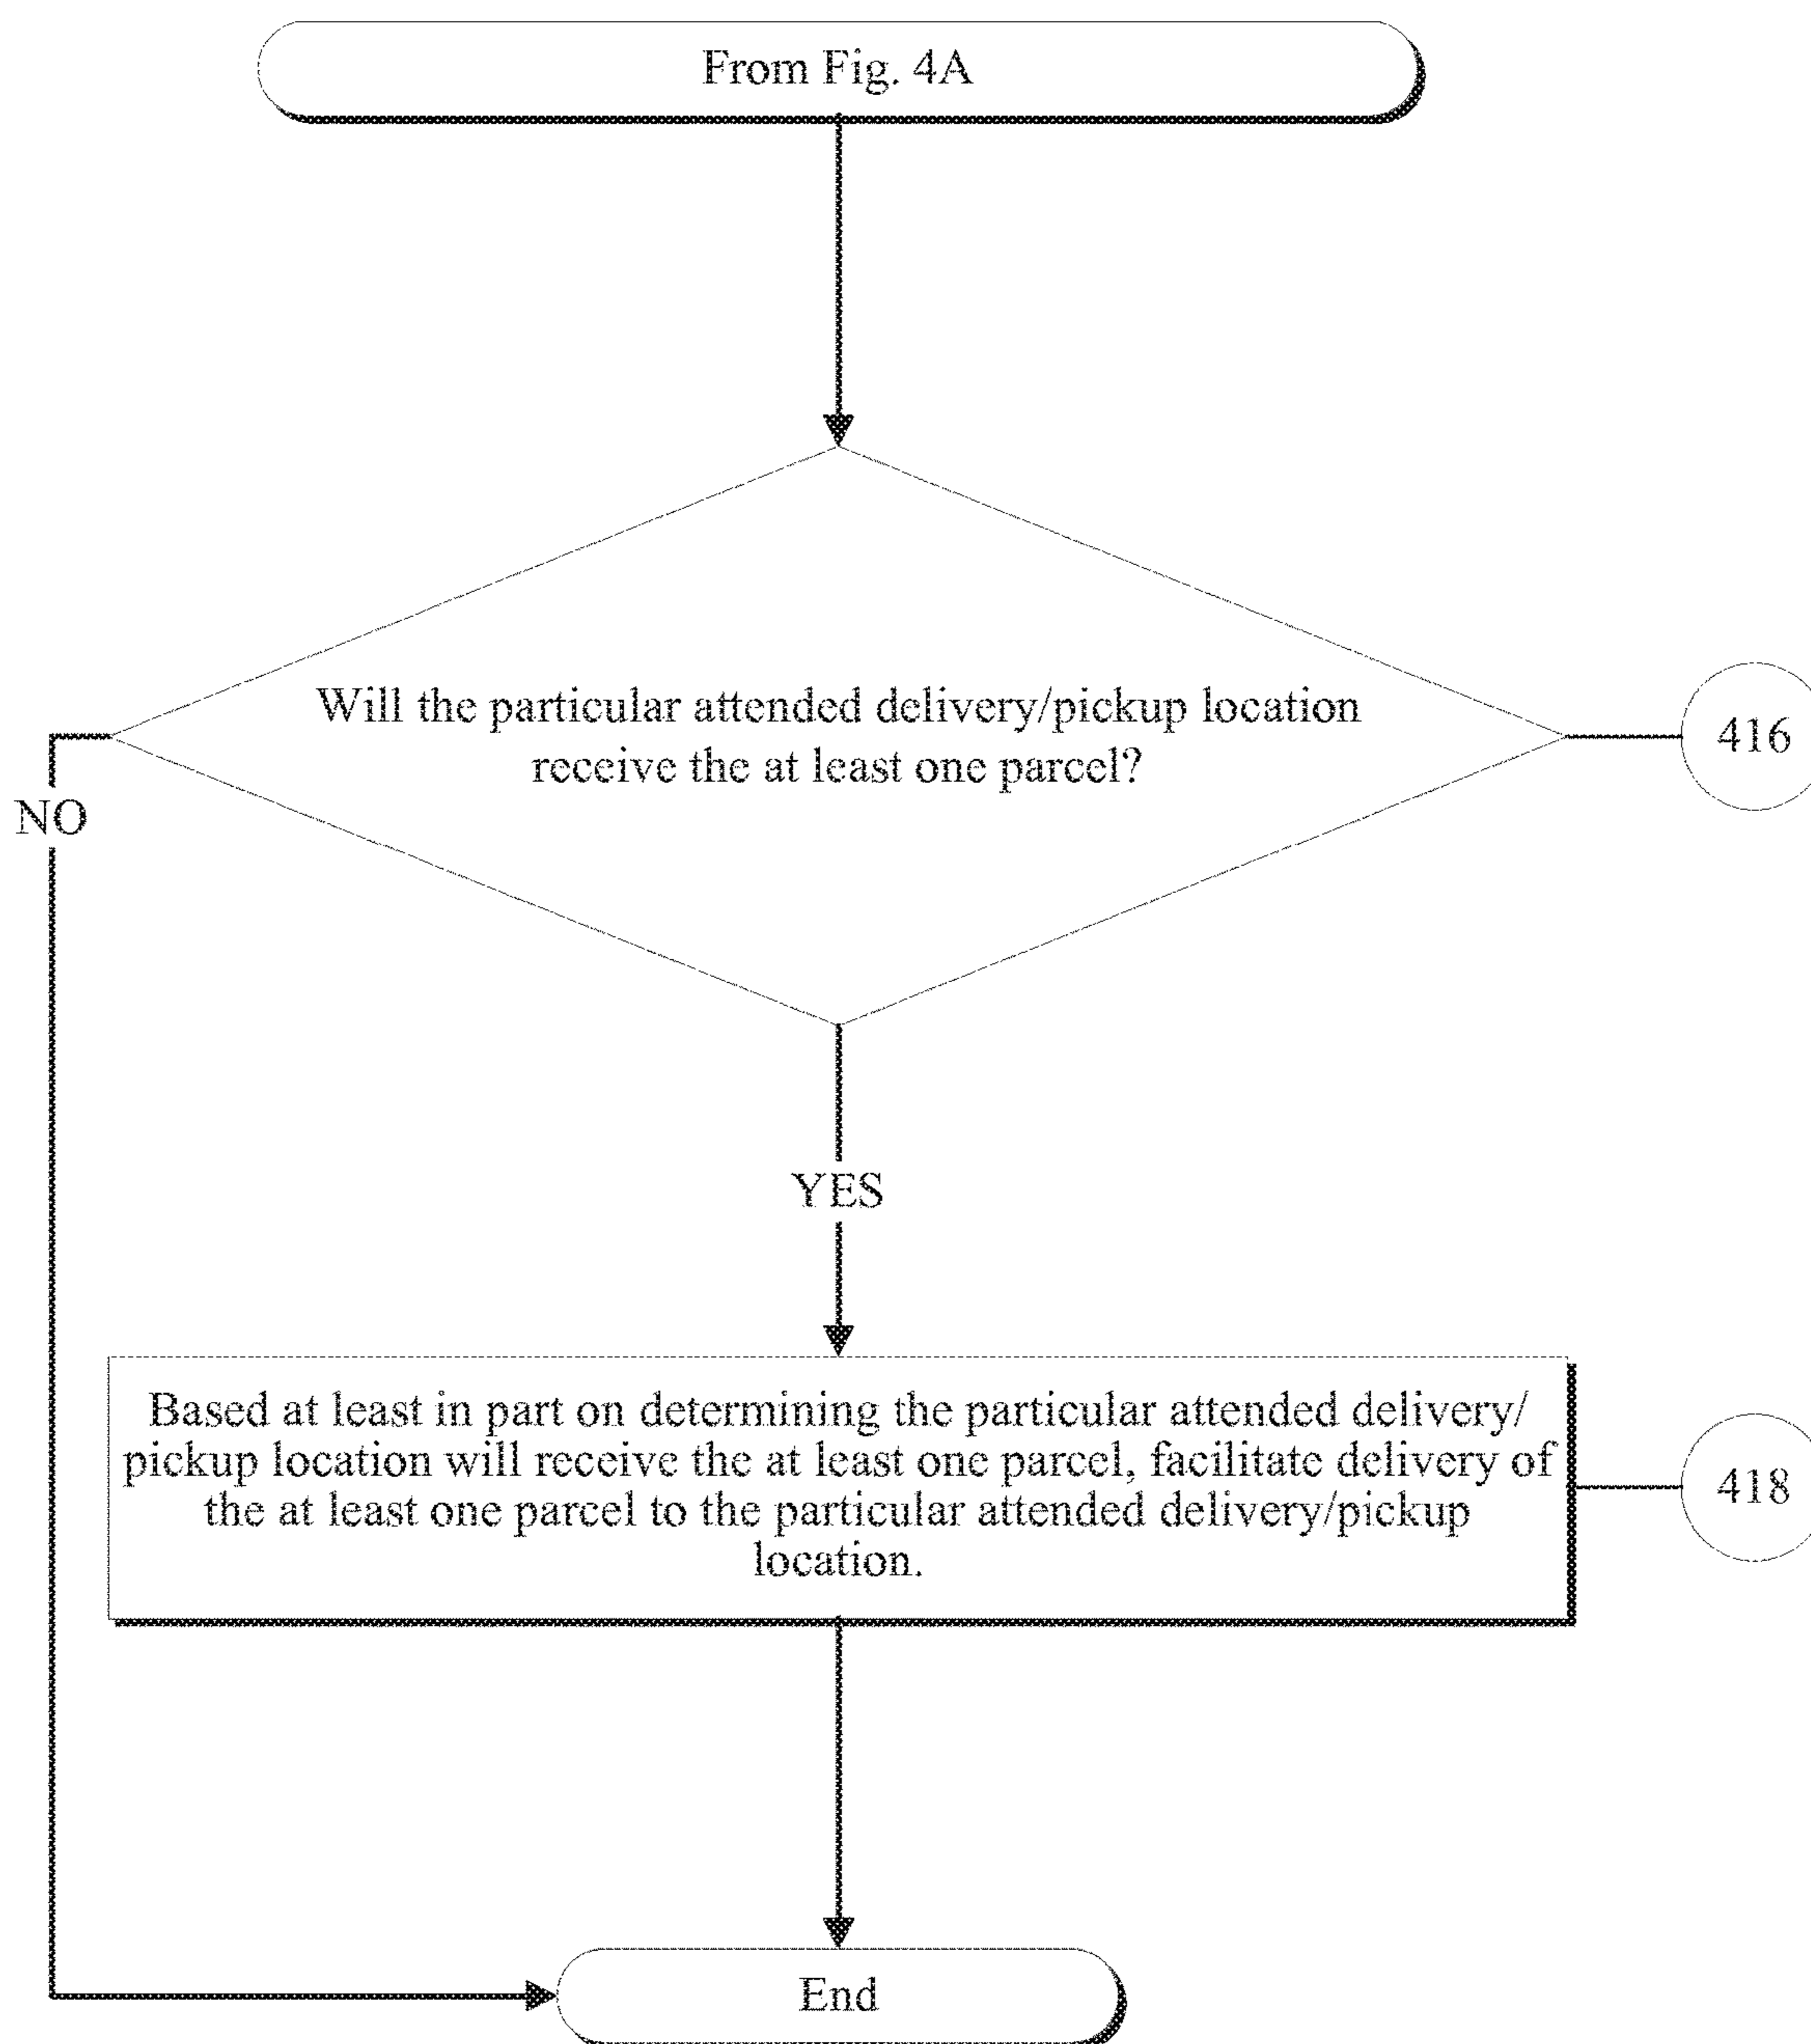 From Fig. 4A
Will the particular attended delivery/pickup location
receive the at least one parcel?
416
NO
YES
Based at least in part on determining the particular attended delivery/
pickup location will receive the at least one parcel, facilitate delivery of
the at least one parcel to the particular attended delivery/pickup
location.
418
End